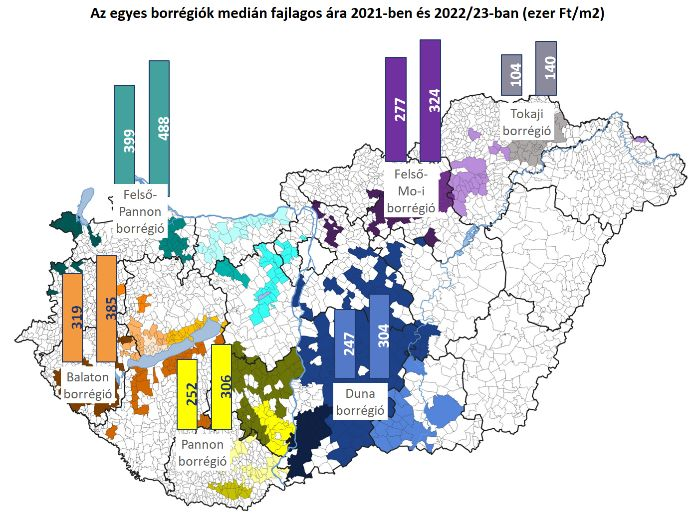 Az egyes borrégiók medián fajlagos ára 2021-ben és 2022/23-ban (ezer Ft/m2)
399
488
Felső-
Pannon
borrégió
277
324
Felső-
Mo-i
borrégió
104
140
Tokaji
borrégió
319
385
Balaton
borrégió
252
306
Pannon
borrégió
247
304
Duna
borrégió